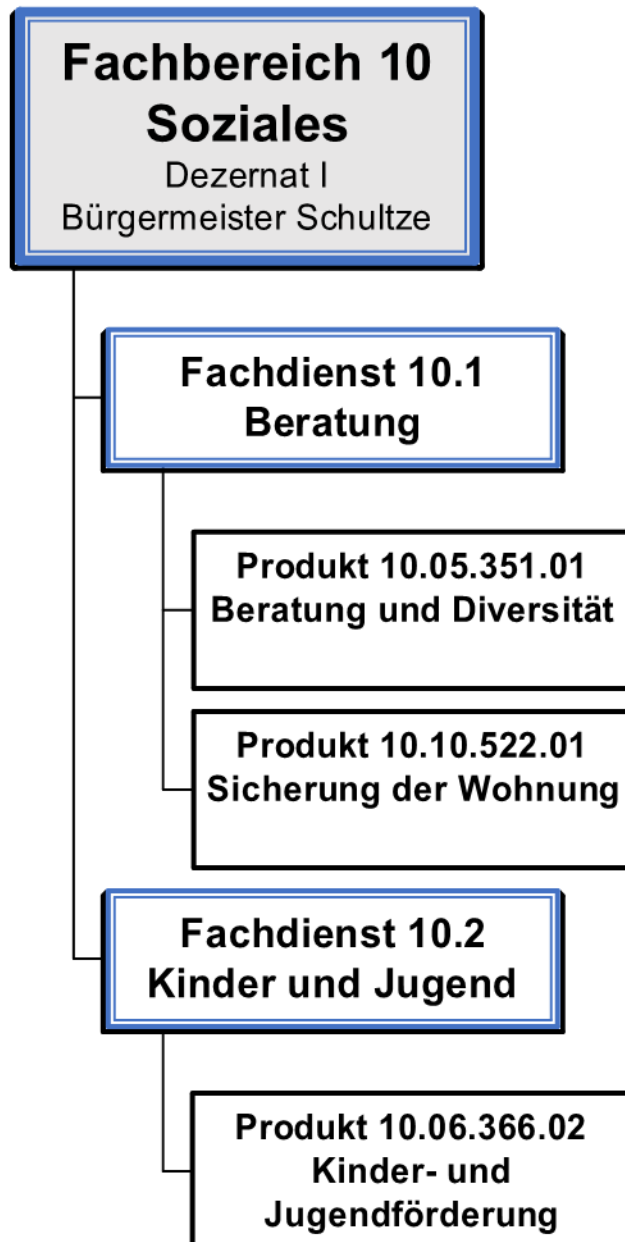 Fachbereich 10
Soziales
Dezernat I
Bürgermeister Schultze
Fachdienst 10.1
Beratung
Produkt 10.05.351.01
Beratung und Diversität
Produkt 10.10.522.01
Sicherung der Wohnung
Fachdienst 10.2
Kinder und Jugend
Produkt 10.06.366.02
Kinder- und
Jugendförderung